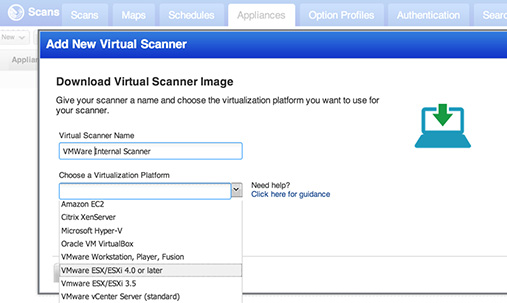 Scans
Scans
Maps
Schedules
Appliances
Option Profiles
Authentication
Sear
New
Applian
Add New Virtual Scanner
Download Virtual Scanner Image
Give your scanner a name and choose the virtualization platform you want to use for
your scanner.
Virtual Scanner Name
VMWare Internal Scanner
Choose a Virtualization Platform
Need help?
Click here for guidance
Amazon EC2
Citrix XenServer
Microsoft Hyper-V
Oracle VM VirtualBox
VMware Workstation, Player, Fusion
VMware ESX/ESXi 4.0 or later
VMware ESX/ESXi 3.5
VMware vCenter Server (standard)